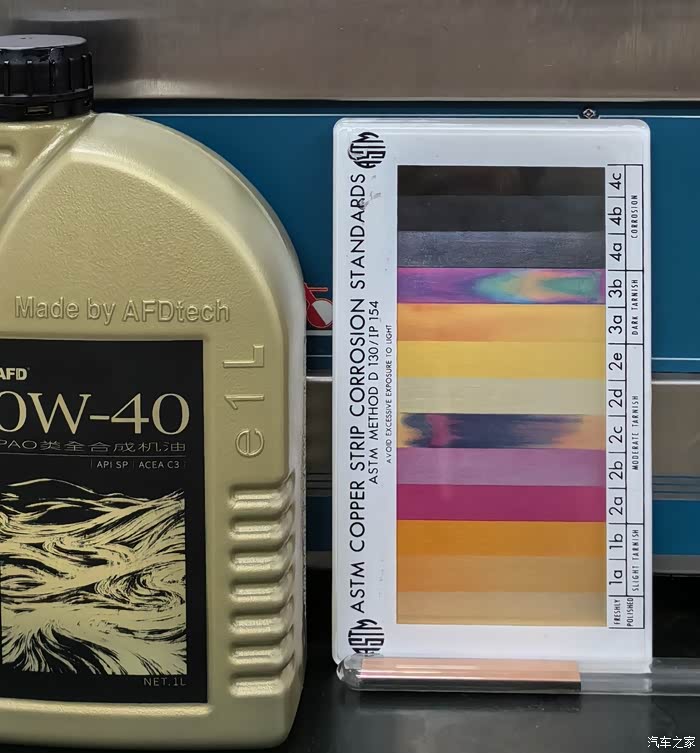 Made by AFDtech
e1L
AFD
0W-40
PAO类全合成机油
API SP | ACEA C3
NET.1L
ASTM
ASTM COPPER STRIP CORROSION STANDARDS
ASTM METHOD D 130/IP 154
AVOID EXCESSIVE EXPOSURE TO LIGHT
ASTM
4c
4b
4a
CORROSION
3b
3a
DARK TARNISH
2e
2d
2c
2b
2a
MODERATE TARNISH
1b
1a
SLIGHT TARNISH
FRESHLY
POLISHED
汽车之家